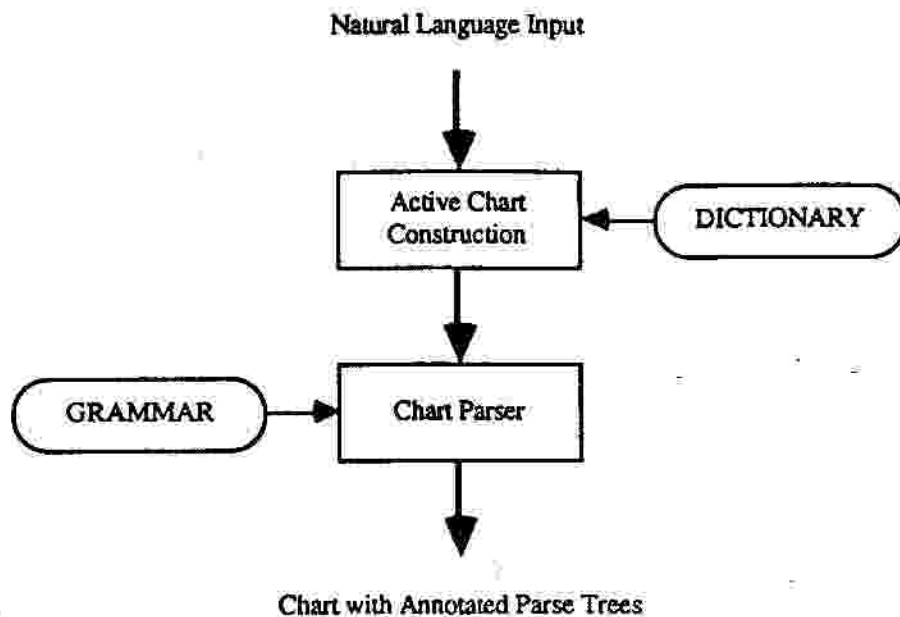 Natural Language Input
Active Chart
Construction
DICTIONARY
GRAMMAR
Chart Parser
Chart with Annotated Parse Trees